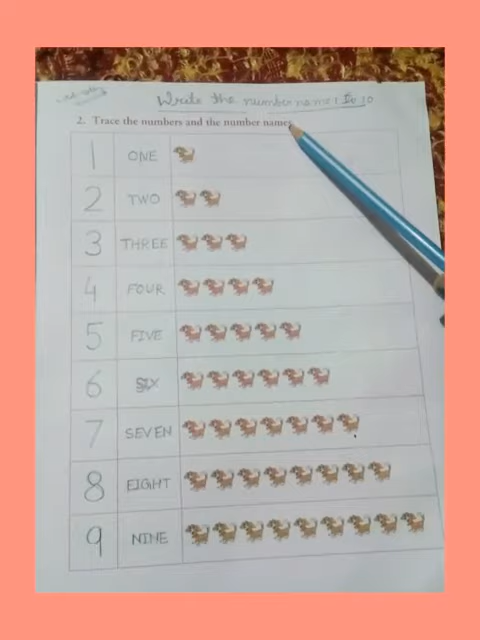 Write the number name 1 to 10
2. Trace the numbers and the number names.
1 ONE
2 TWO
3 THREE
4 FOUR
5 FIVE
6 SIX
7 SEVEN
8 EIGHT
9 NINE